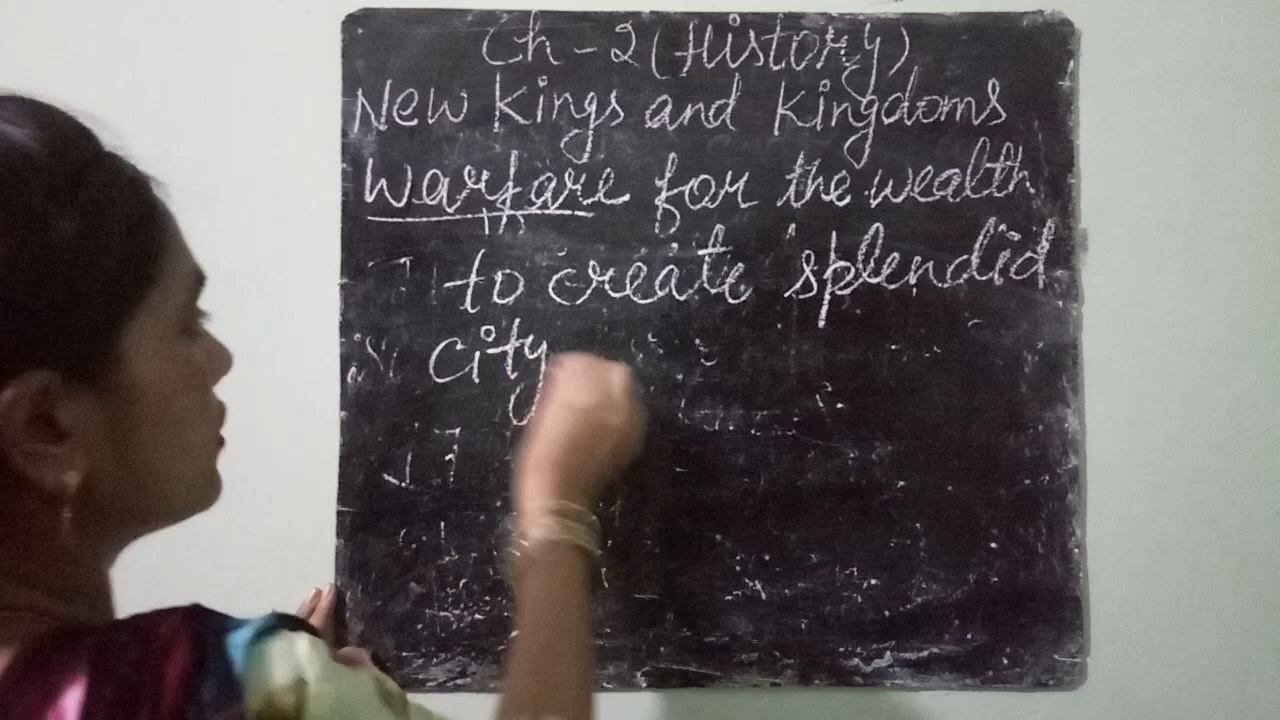 Ch - 2 (History)
New Kings and Kingdoms
Warfare for the wealth
to create splendid
City